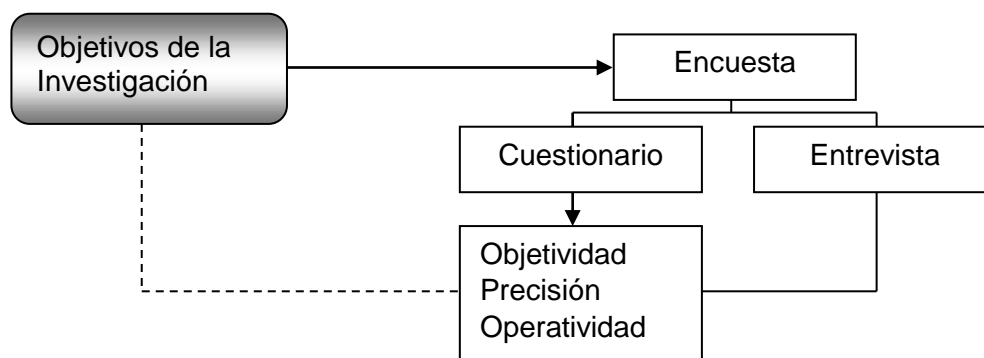 Objetivos de la
Investigación
Encuesta
Cuestionario
Entrevista
Objetividad
Precisión
Operatividad